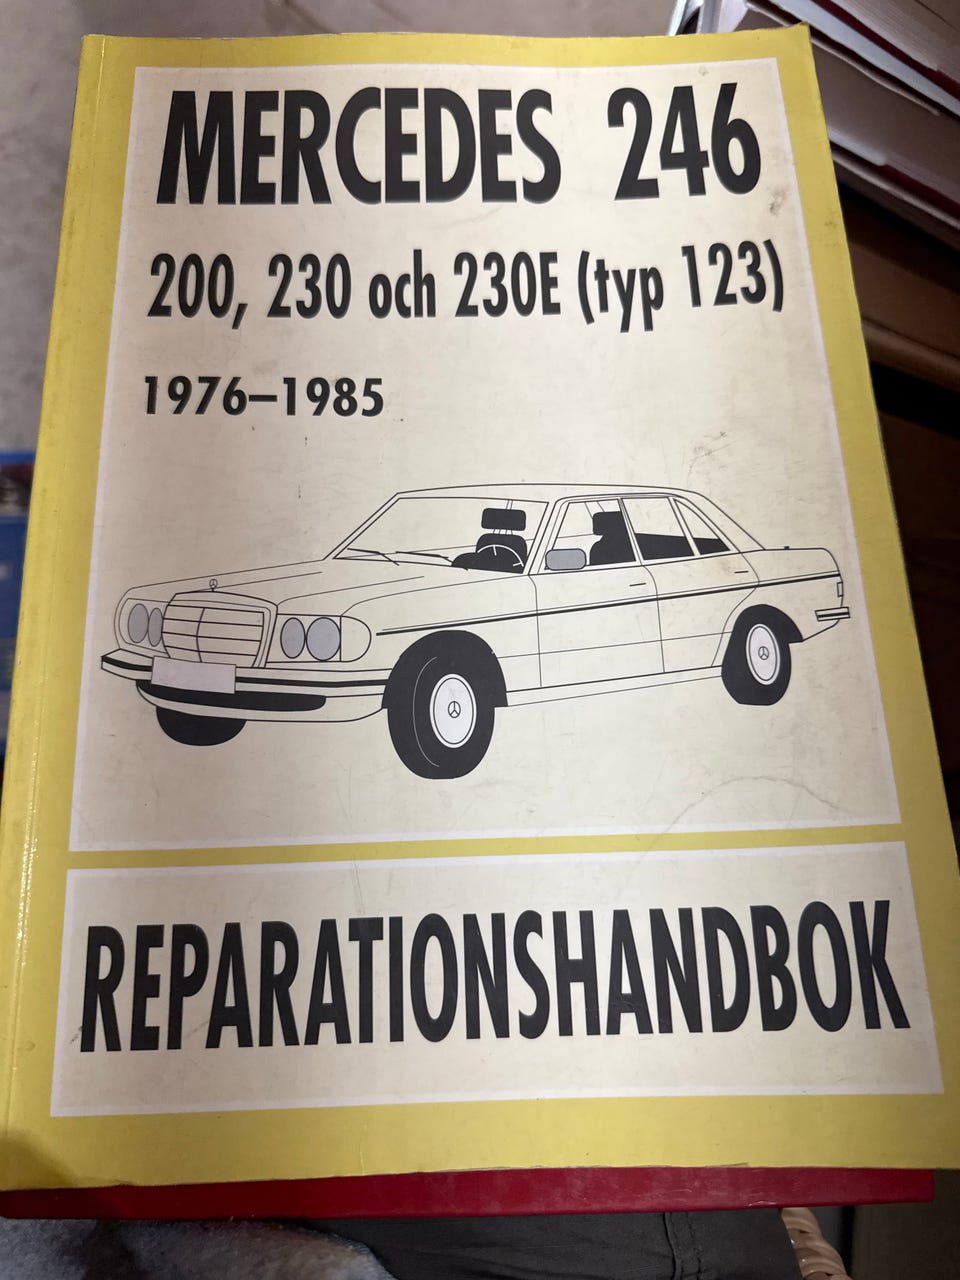 MERCEDES 246
200, 230 och 230E (typ 123)
1976–1985
REPARATIONSHANDBOK